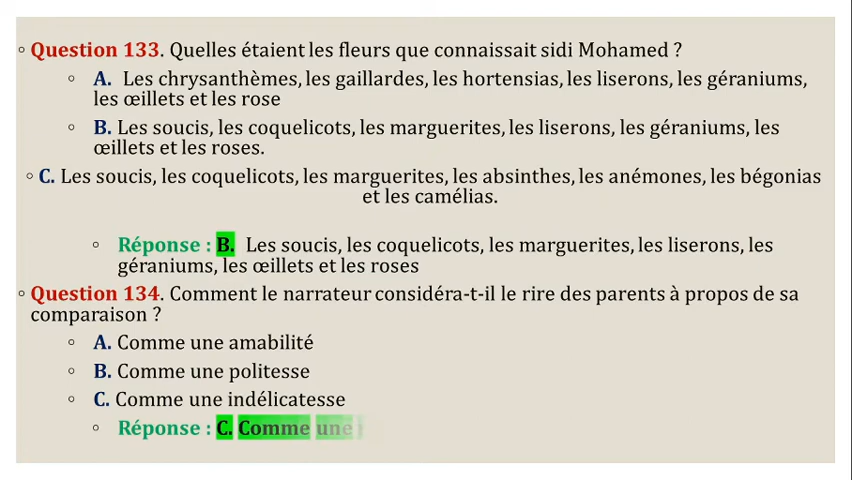 Question 133. Quelles étaient les fleurs que connaissait sidi Mohamed ?
A. Les chrysanthèmes, les gaillardes, les hortensias, les liserons, les géraniums,
les œillets et les rose
B. Les soucis, les coquelicots, les marguerites, les liserons, les géraniums, les
œillets et les roses.
C. Les soucis, les coquelicots, les marguerites, les absinthes, les anémones, les bégonias
et les camélias.
Réponse : B. Les soucis, les coquelicots, les marguerites, les liserons, les
géraniums, les œillets et les roses
Question 134. Comment le narrateur considéra-t-il le rire des parents à propos de sa
comparaison ?
A. Comme une amabilité
B. Comme une politesse
C. Comme une indélicatesse
Réponse : C. Comme une